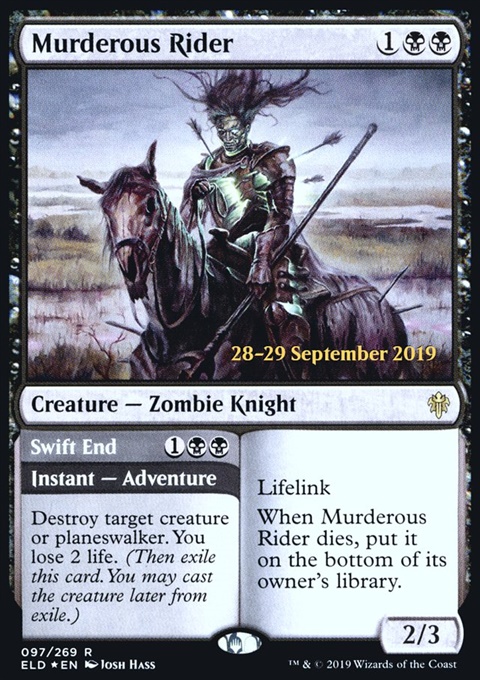 Murderous Rider 1
28–29 September 2019
Creature — Zombie Knight
Swift End 1
Instant — Adventure
Destroy target creature
or planeswalker. You
lose 2 life. (Then exile
this card. You may cast
the creature later from
exile.)
Lifelink
When Murderous
Rider dies, put it
on the bottom of its
owner's library.
2/3
097/269 R
ELD ★ EN Josh Hass
™ & © 2019 Wizards of the Coast